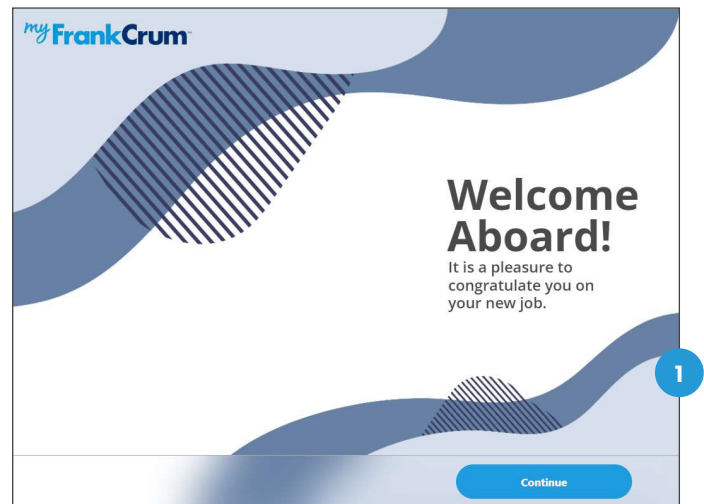 myFrankCrum
Welcome
Aboard!
It is a pleasure to
congratulate you on
your new job.
1
Continue